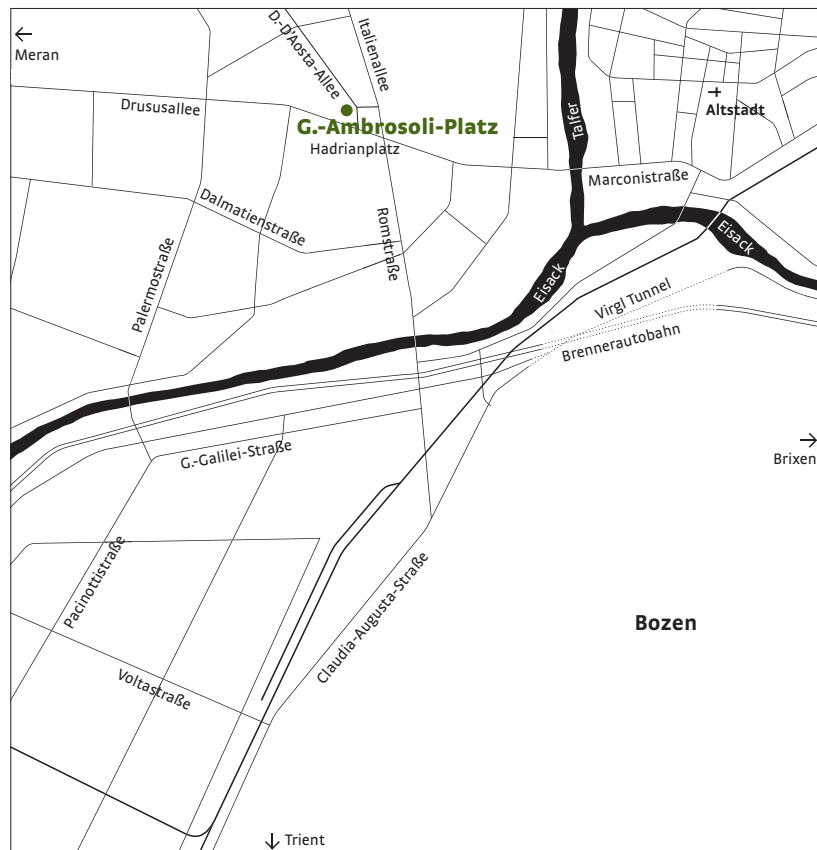 Meran
D.-D'Aosta-Allee
Italienallee
Drususallee
G.-Ambrosoli-Platz
Hadrianplatz
Talfer
Altstadt
Marconistraße
Dalmatienstraße
Romstraße
Palermostraße
Eisack
Eisack
Virgl Tunnel
Brennerautobahn
Brixen
G.-Galilei-Straße
Pacinottistraße
Claudia-Augusta-Straße
Bozen
Voltastraße
Trient